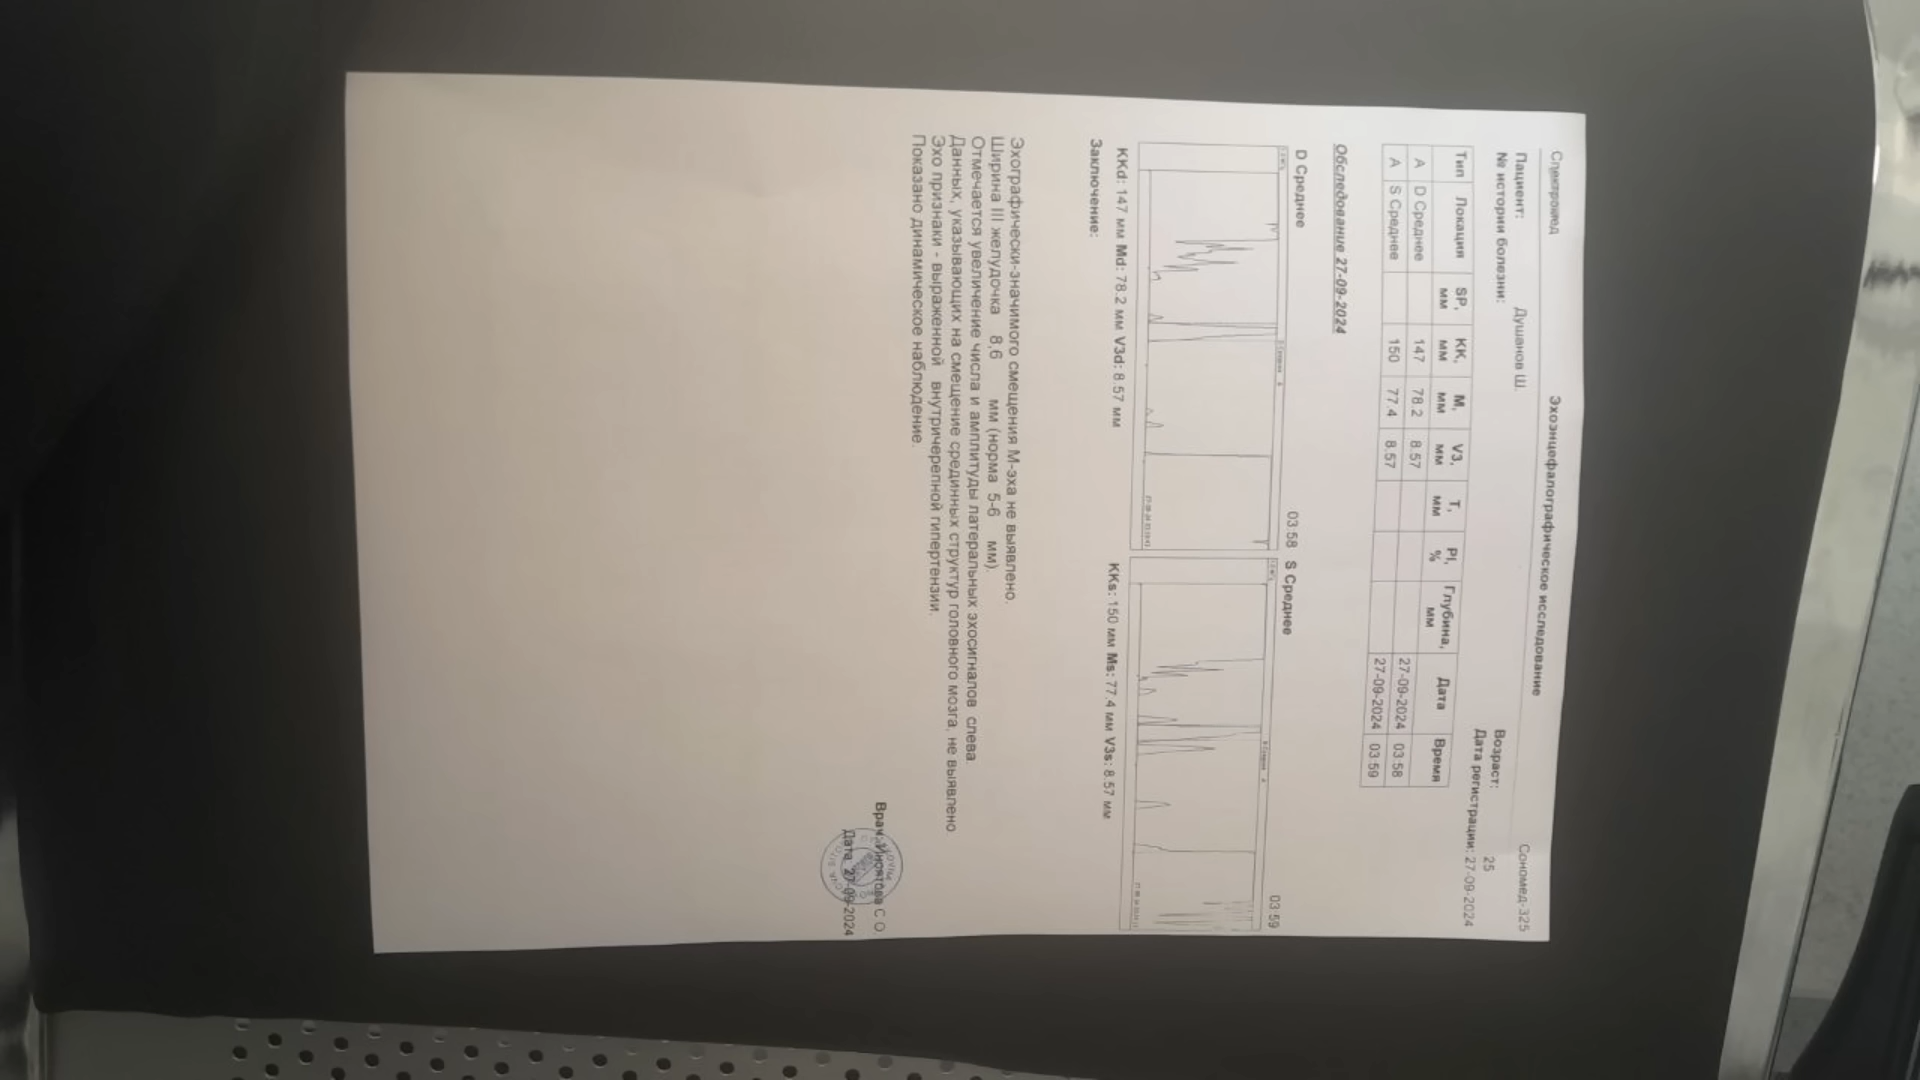 Спектромед Эхоэнцефалографическое исследование Сономед-325
Пациент: Душанов Ш. Возраст: 25
№ истории болезни: Дата регистрации: 27-09-2024
Тип Локация SP, мм КК, мм М, мм V3, мм Т, мм PI, % Глубина, мм Дата Время
A D Среднее 147 78.2 8.57 27-09-2024 03:58
A S Среднее 150 77.4 8.57 27-09-2024 03:59
Обследование 27-09-2024
D Среднее 03:58 S Среднее 03:59
KKd: 147 мм Md: 78.2 мм V3d: 8.57 мм KKs: 150 мм Ms: 77.4 мм V3s: 8.57 мм
Заключение:
Эхографически-значимого смещения М-эха не выявлено.
Ширина III желудочка 8,6 мм (норма 5-6 мм).
Отмечается увеличение числа и амплитуды латеральных эхосигналов слева.
Данных, указывающих на смещение срединных структур головного мозга, не выявлено
Эхо признаки - выраженной внутричерепной гипертензии.
Показано динамическое наблюдение.
Врач: С О.
Дата: 27-09-2024